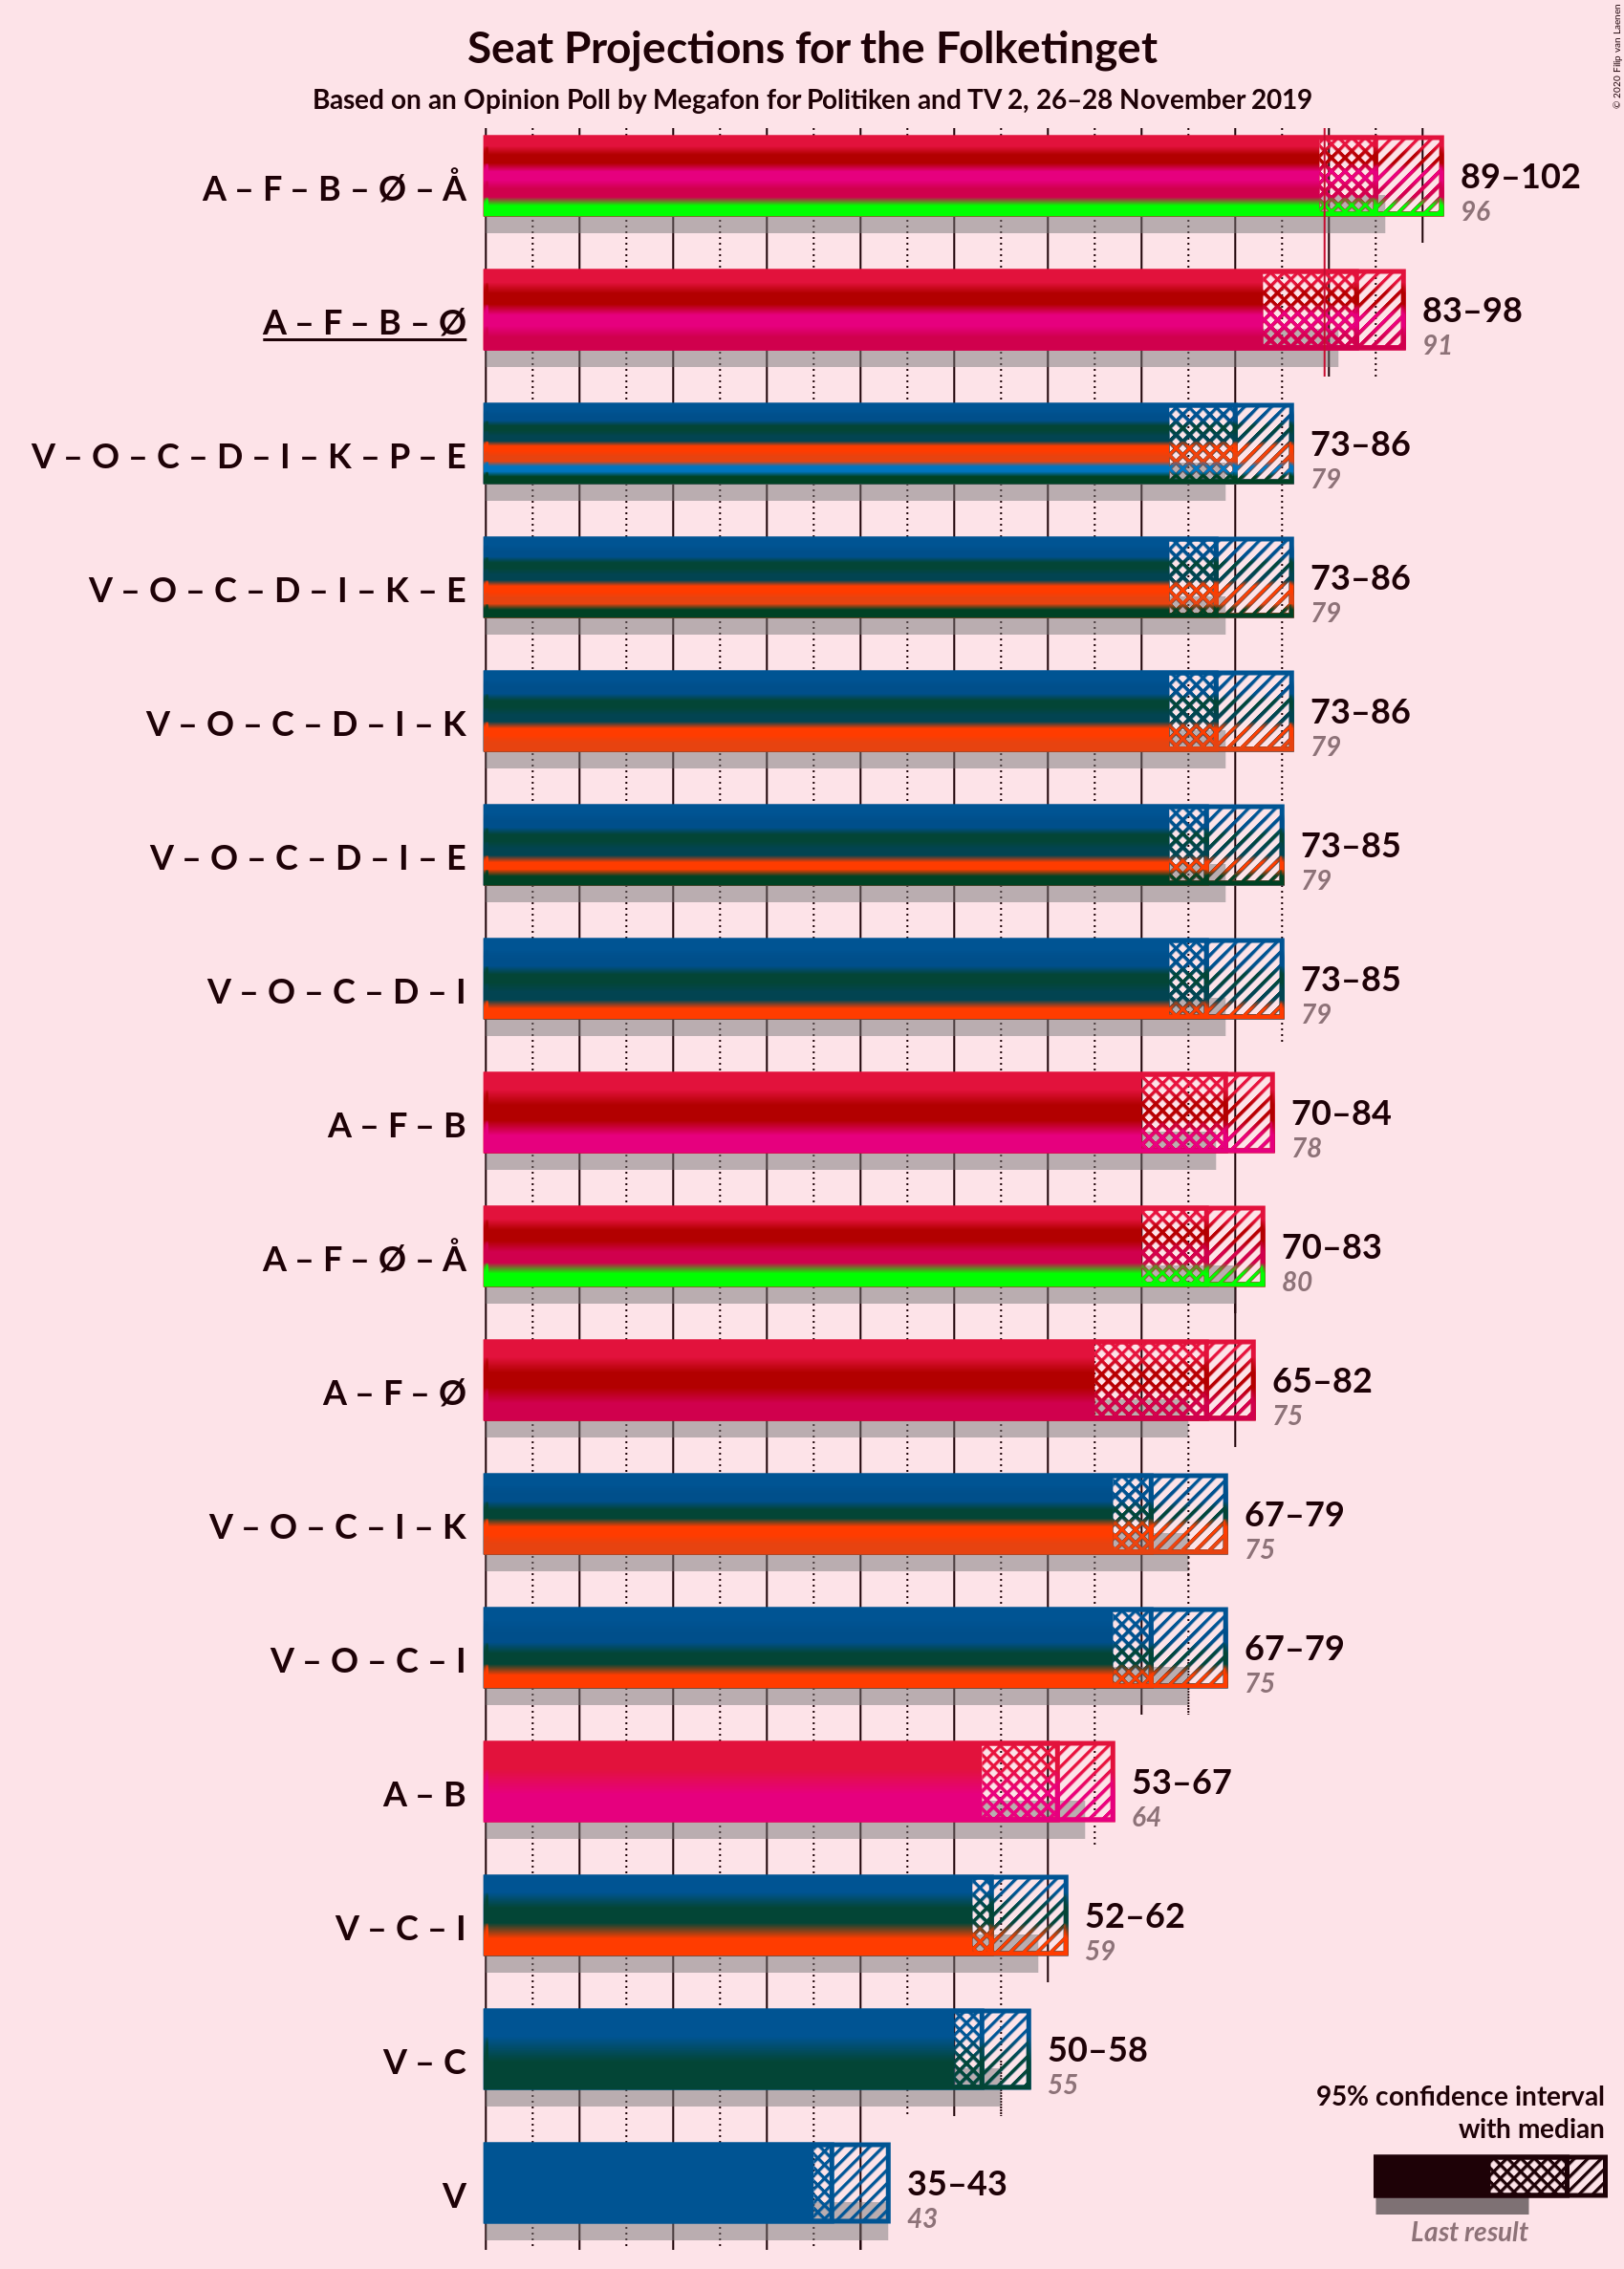 Seat Projections for the Folketinget
Based on an Opinion Poll by Megafon for Politiken and TV 2, 26–28 November 2019
© 2020 Filip van Laenen
A – F – B – Ø – Å
89–102
96
A – F – B – Ø
83–98
91
V – O – C – D – I – K – P – E
73–86
79
V – O – C – D – I – K – E
73–86
79
V – O – C – D – I – K
73–86
79
V – O – C – D – I – E
73–85
79
V – O – C – D – I
73–85
79
A – F – B
70–84
78
A – F – Ø – Å
70–83
80
A – F – Ø
65–82
75
V – O – C – I – K
67–79
75
V – O – C – I
67–79
75
A – B
53–67
64
V – C – I
52–62
59
V – C
50–58
55
V
35–43
43
95% confidence interval
with median
Last result